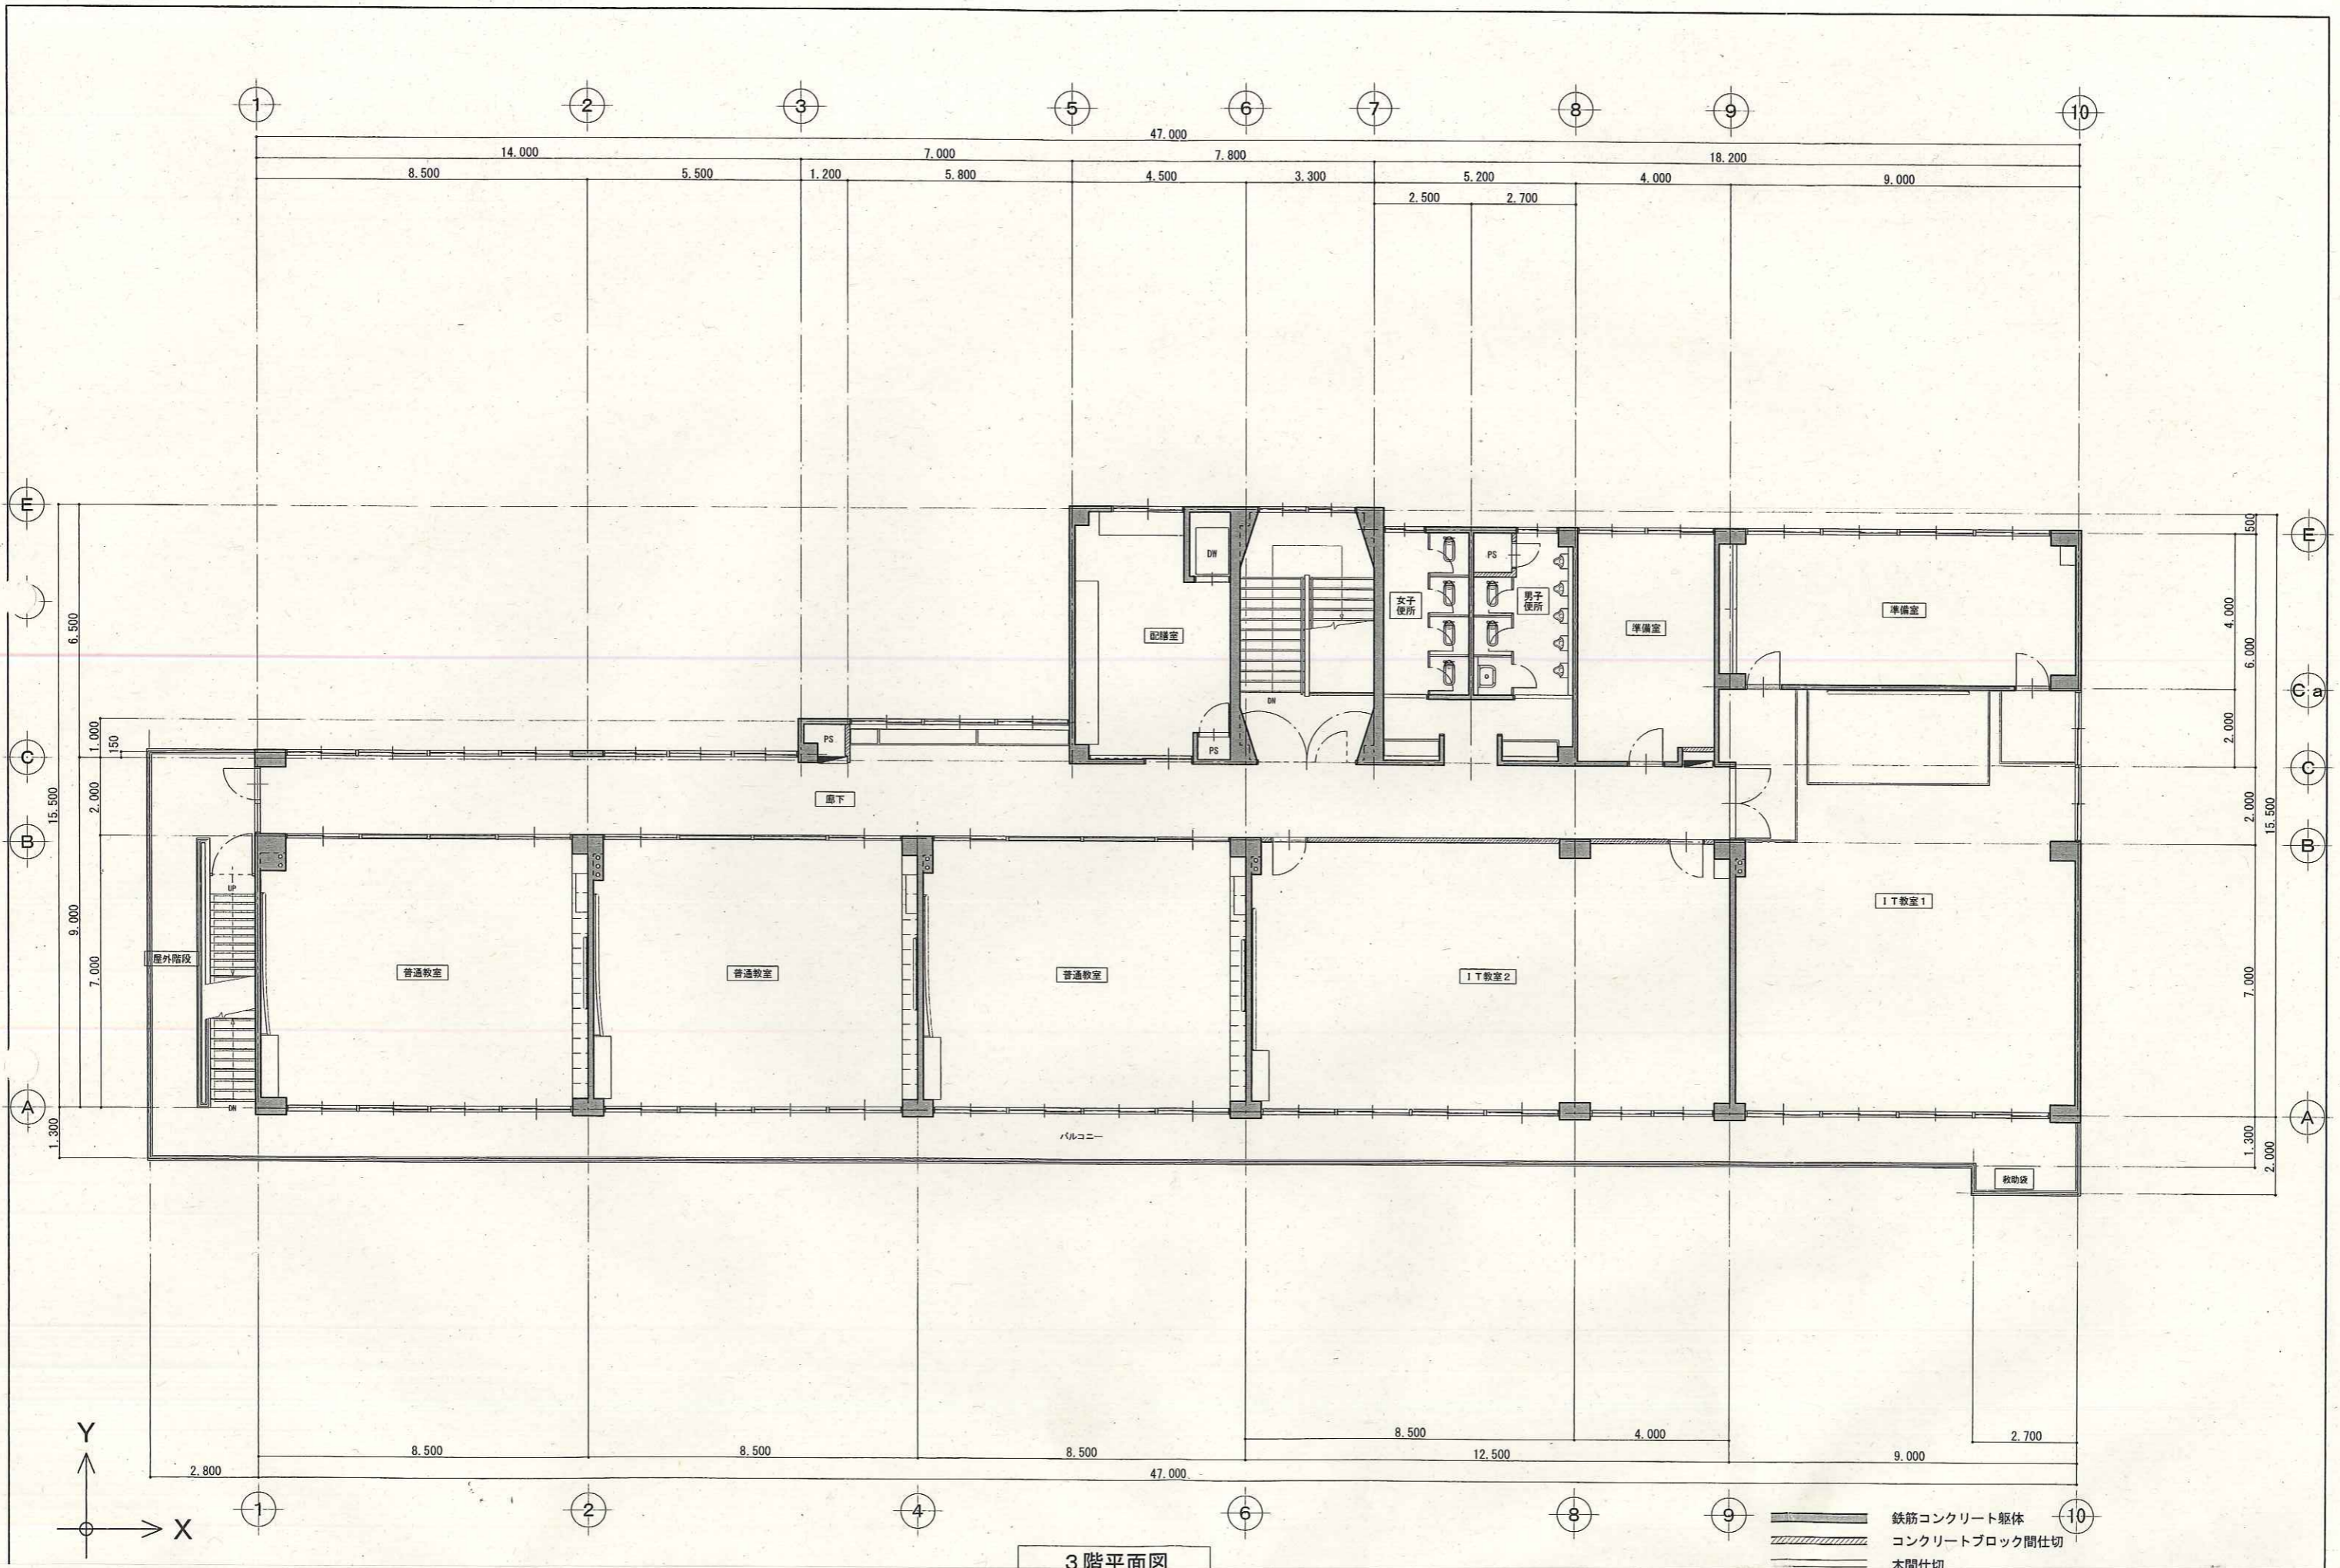 1 2 3 5 6 7 8 9 10
47.000
14.000 7.000 7.800 18.200
8.500 5.500 1.200 5.800 4.500 3.300 5.200 4.000 9.000
2.500 2.700
E
E
500
DW
PS
女子
便所
男子
便所
配膳室
準備室
準備室
6.500
4.000
6.000
Ca
DN
1.000
150
PS
PS
2.000
C
C
2.000
廊下
2.000
15.500
15.500
B
B
UP
IT教室1
9.000
屋外階段
7.000
普通教室
普通教室
普通教室
IT教室2
7.000
DN
A
A
1.300
バルコニー
1.300
2.000
救助袋
8.500 4.000 2.700
8.500 8.500 8.500 12.500 9.000
2.800 47.000
1 2 4 6 8 9 10
Y
X
鉄筋コンクリート躯体
コンクリートブロック間仕切
木間仕切
3階平面図